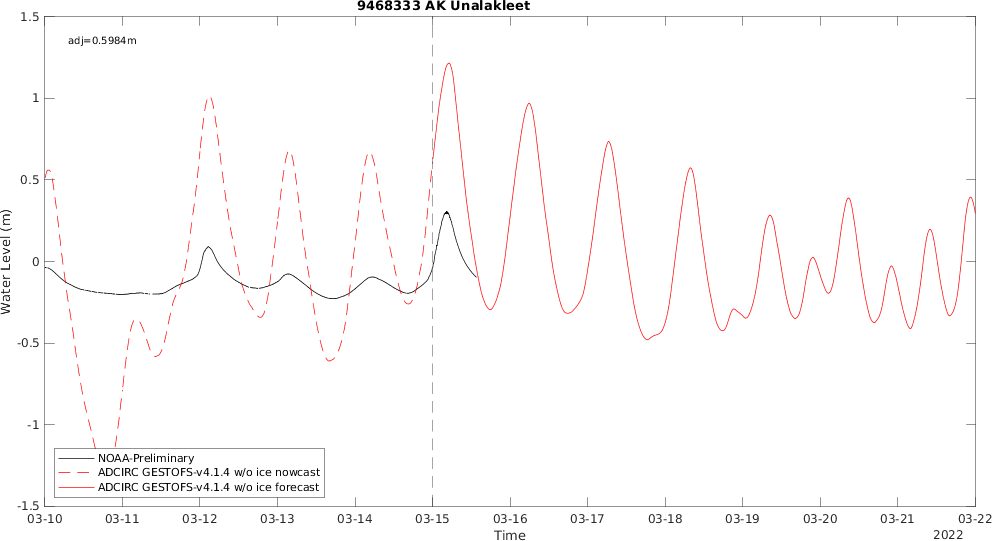 9468333 AK Unalakleet
adj=0.5984m
1.5
1
0.5
0
-0.5
-1
-1.5
Water Level (m)
NOAA-Preliminary
ADCIRC GESTOFS-v4.1.4 w/o ice nowcast
ADCIRC GESTOFS-v4.1.4 w/o ice forecast
03-10 03-11 03-12 03-13 03-14 03-15 03-16 03-17 03-18 03-19 03-20 03-21 03-22
Time
2022